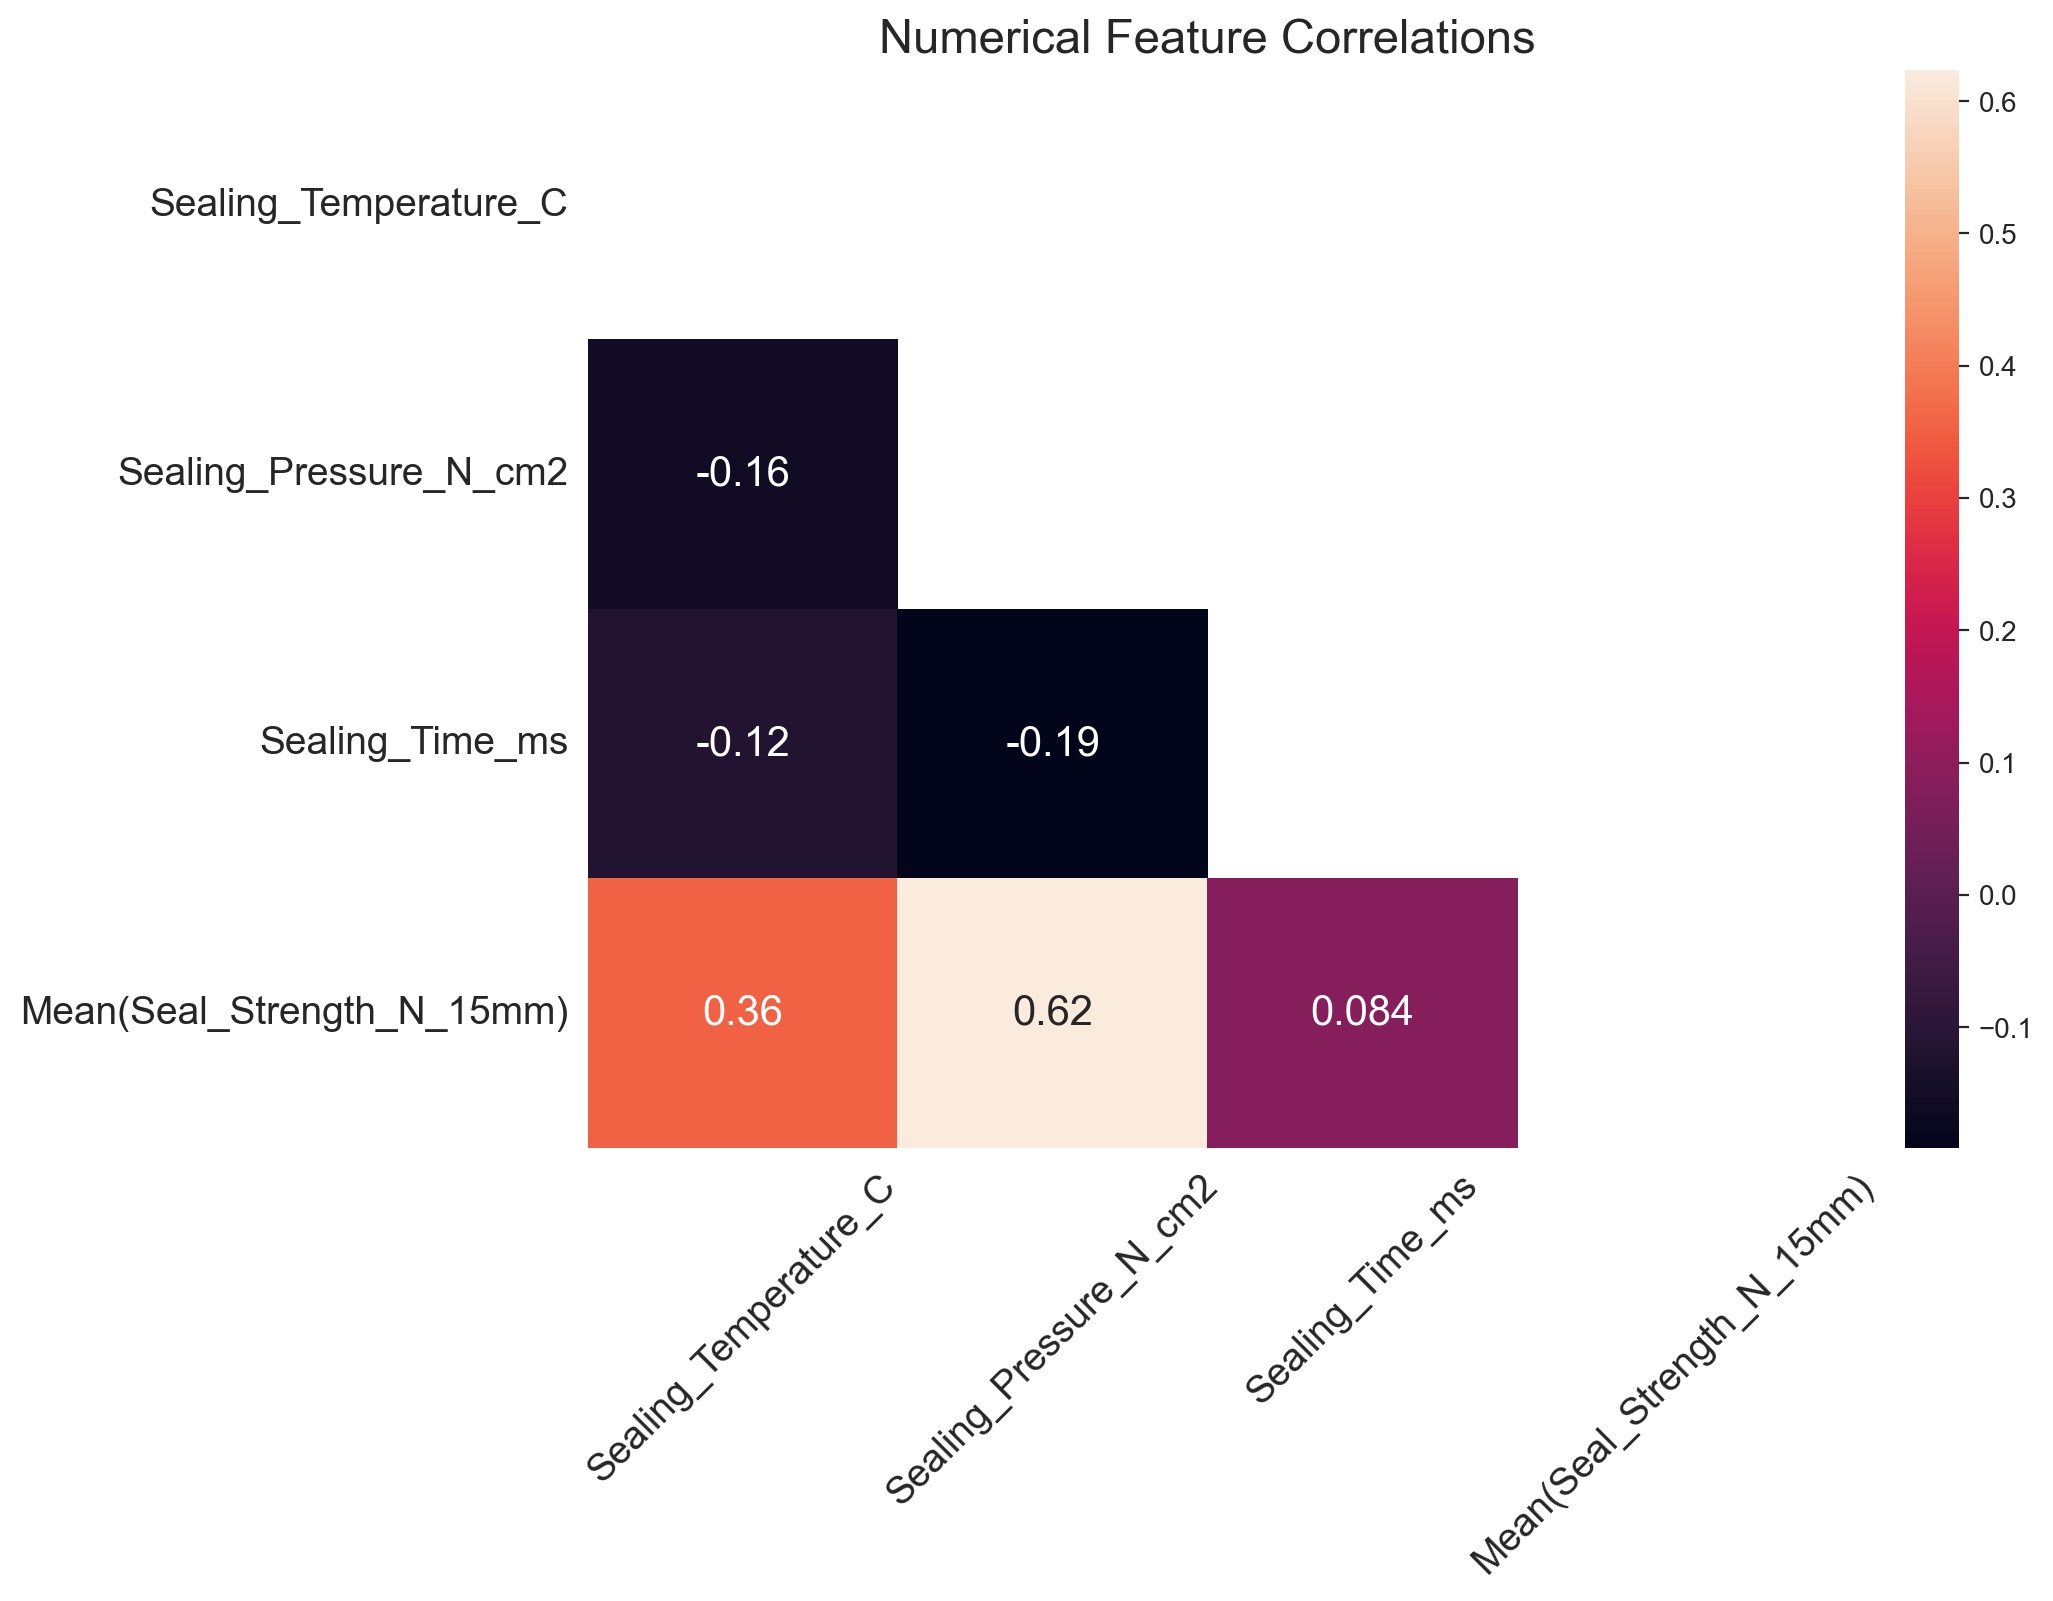 Numerical Feature Correlations
Sealing_Temperature_C
Sealing_Pressure_N_cm2
-0.16
Sealing_Time_ms
-0.12
-0.19
Mean(Seal_Strength_N_15mm)
0.36
0.62
0.084
Sealing_Temperature_C
Sealing_Pressure_N_cm2
Sealing_Time_ms
Mean(Seal_Strength_N_15mm)
0.6
0.5
0.4
0.3
0.2
0.1
0.0
−0.1